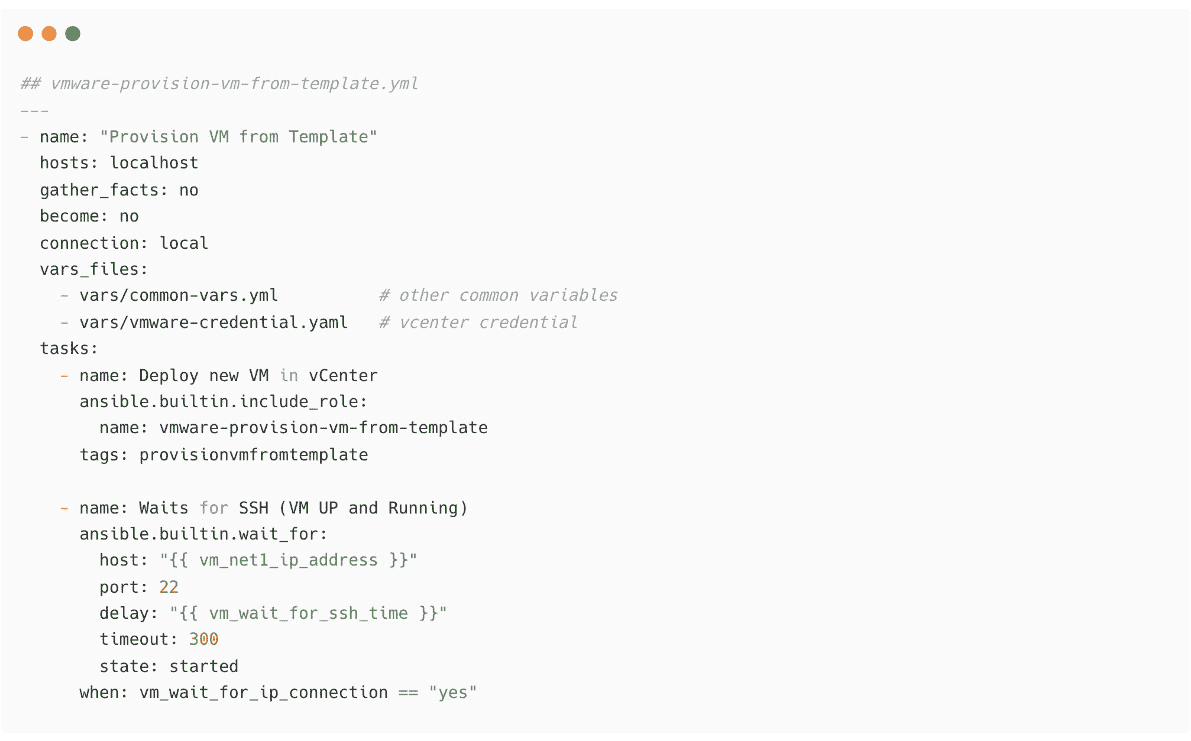 ## vmware-provision-vm-from-template.yml
---
- name: "Provision VM from Template"
  hosts: localhost
  gather_facts: no
  become: no
  connection: local
  vars_files:
    - vars/common-vars.yml          # other common variables
    - vars/vmware-credential.yaml   # vcenter credential
  tasks:
    - name: Deploy new VM in vCenter
      ansible.builtin.include_role:
        name: vmware-provision-vm-from-template
      tags: provisionvmfromtemplate

    - name: Waits for SSH (VM UP and Running)
      ansible.builtin.wait_for:
        host: "{{ vm_net1_ip_address }}"
        port: 22
        delay: "{{ vm_wait_for_ssh_time }}"
        timeout: 300
        state: started
      when: vm_wait_for_ip_connection == "yes"